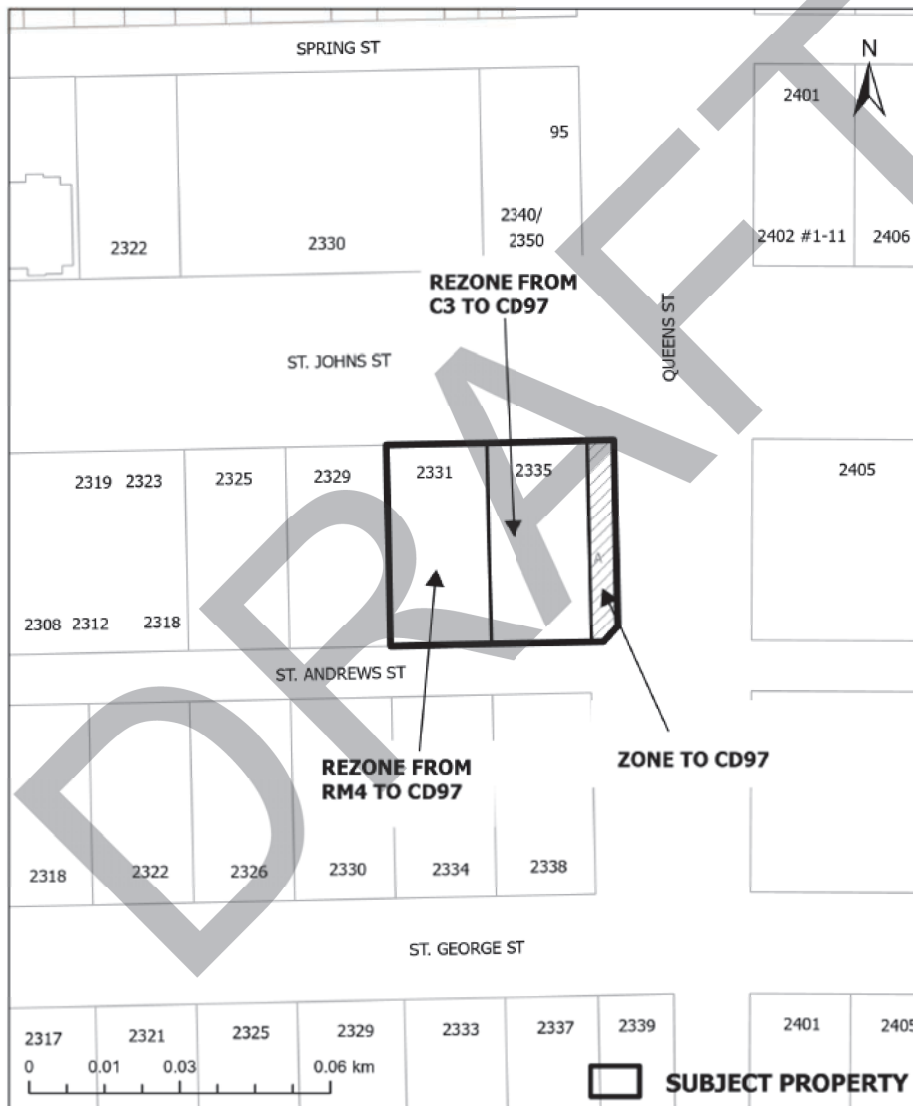 SPRING ST
N
2401
95
2340/
2350
2322
2330
2402 #1-11
2406
REZONE FROM
C3 TO CD97
QUEENS ST
ST. JOHNS ST
2319 2323
2325
2329
2331
2335
2405
A
2308 2312
2318
ST. ANDREWS ST
REZONE FROM
RM4 TO CD97
ZONE TO CD97
2318
2322
2326
2330
2334
2338
ST. GEORGE ST
2317
2321
2325
2329
2333
2337
2339
2401
2405
0 0.01 0.03 0.06 km
SUBJECT PROPERTY
DRAFT